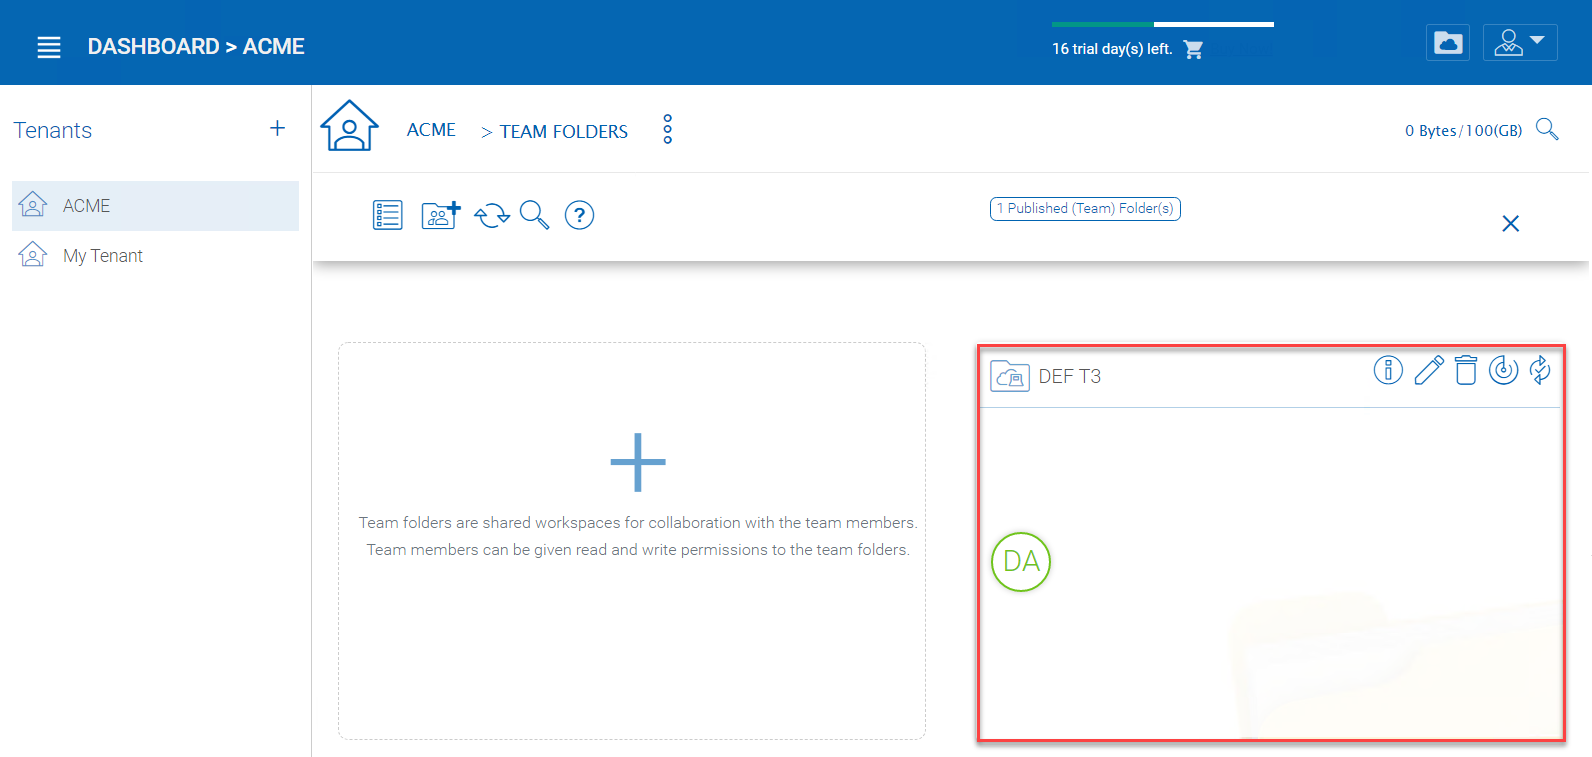 DASHBOARD > ACME
16 trial day(s) left.
Tenants
ACME
My Tenant
ACME > TEAM FOLDERS
0 Bytes/100(GB)
?
1 Published (Team) Folder(s)
Team folders are shared workspaces for collaboration with the team members.
Team members can be given read and write permissions to the team folders.
DEF T3
DA